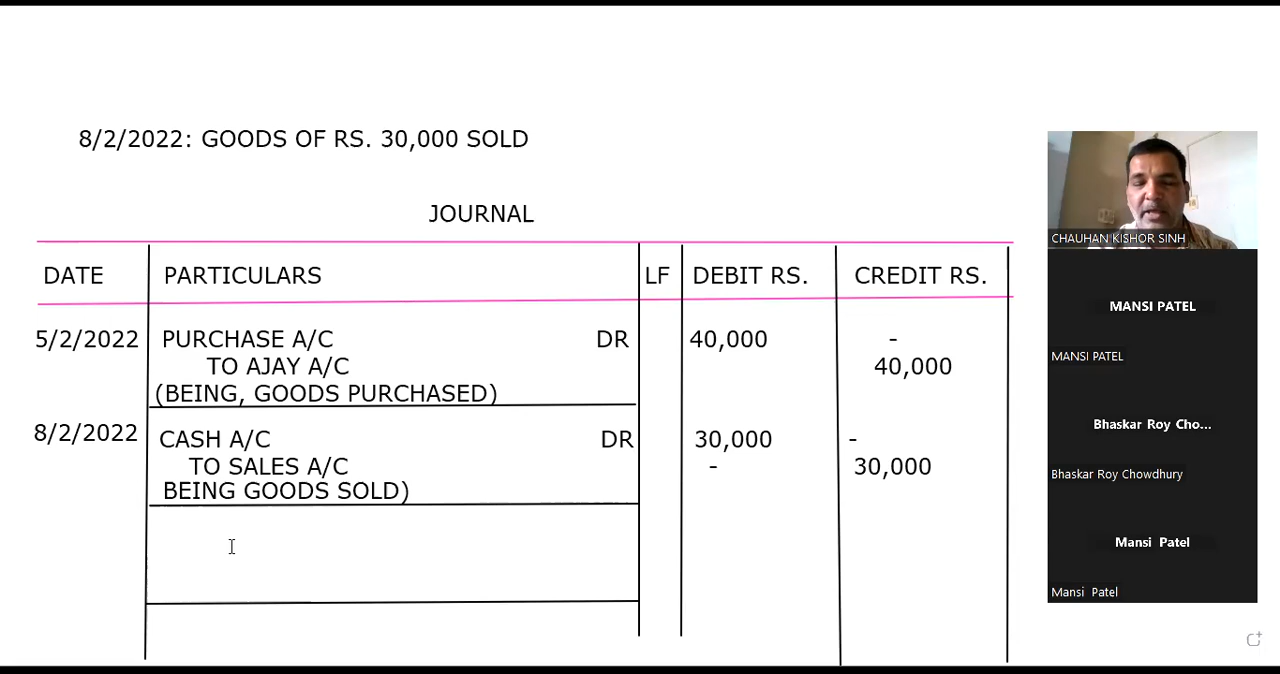 8/2/2022: GOODS OF RS. 30,000 SOLD
JOURNAL
DATE PARTICULARS LF DEBIT RS. CREDIT RS.
5/2/2022 PURCHASE A/C DR 40,000 -
TO AJAY A/C 40,000
(BEING, GOODS PURCHASED)
8/2/2022 CASH A/C DR 30,000 -
TO SALES A/C - 30,000
BEING GOODS SOLD)
CHAUHAN KISHOR SINH
MANSI PATEL
MANSI PATEL
Bhaskar Roy Cho...
Bhaskar Roy Chowdhury
Mansi Patel
Mansi Patel